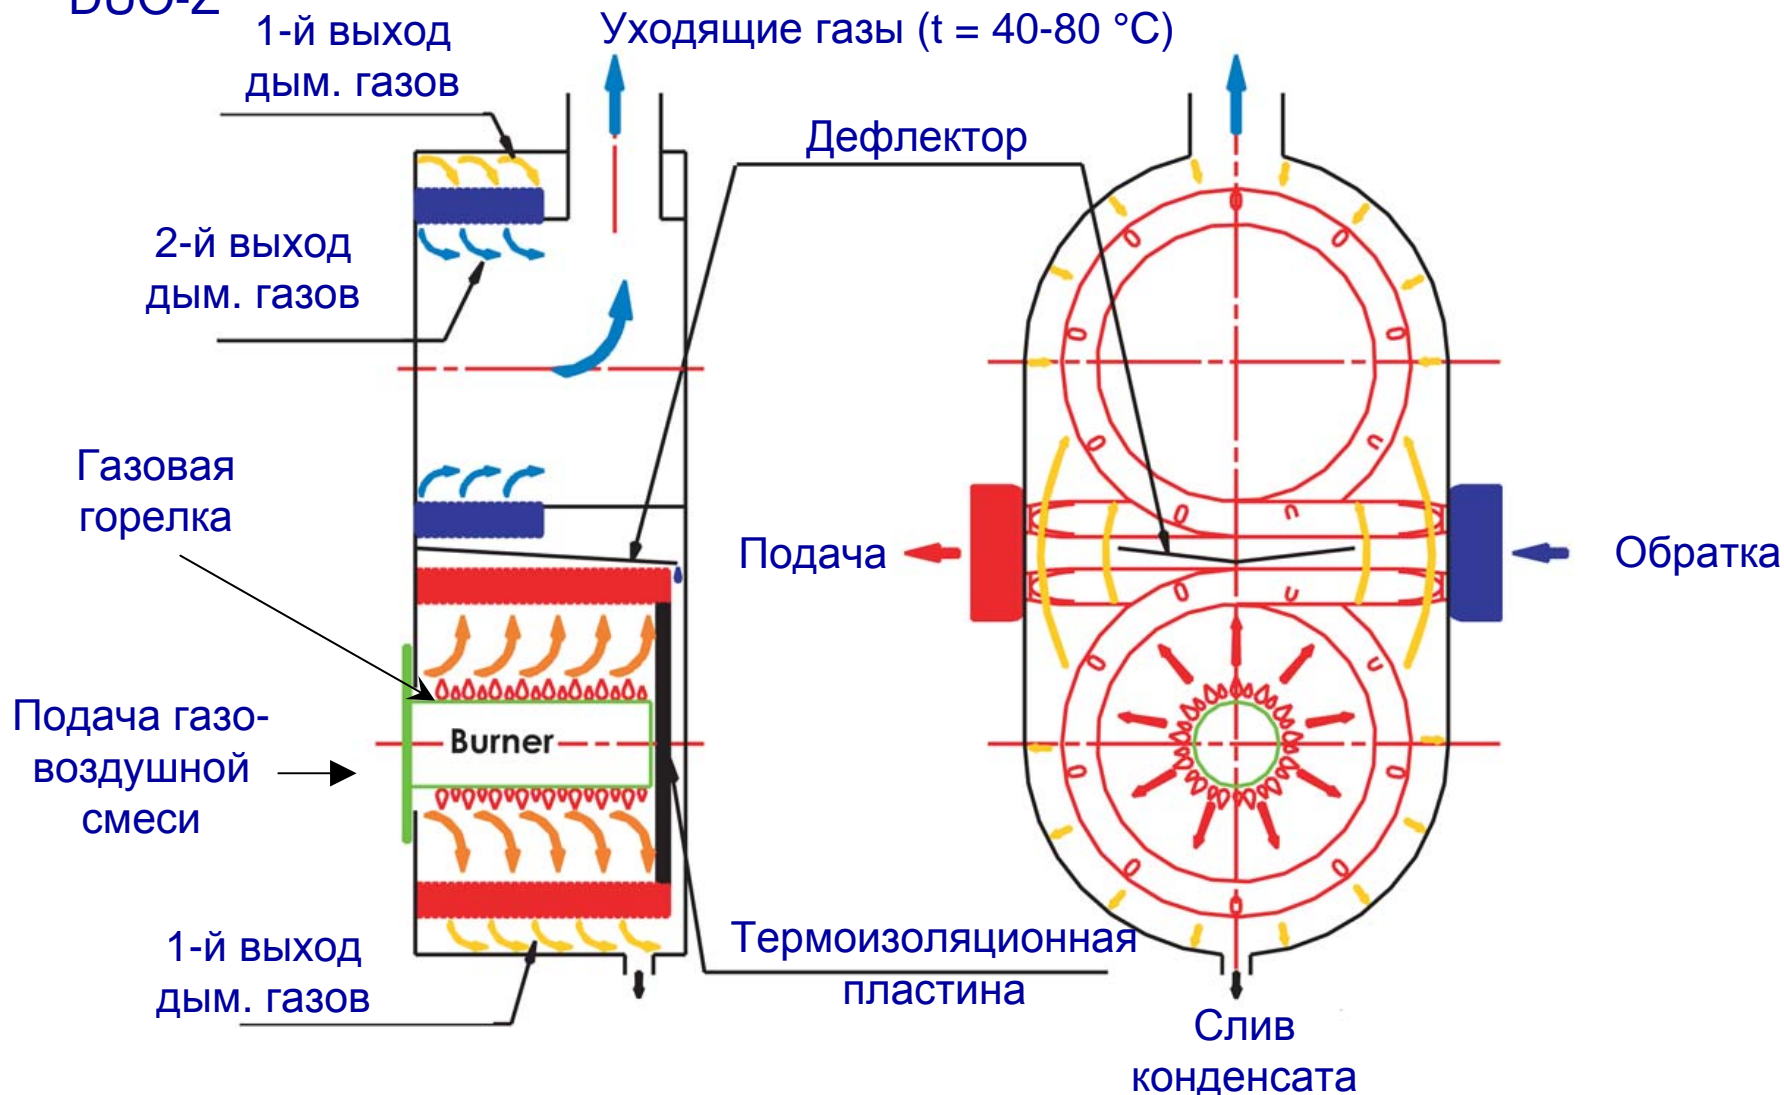 DUO-Z
1-й выход
дым. газов
Уходящие газы (t = 40-80 °C)
Дефлектор
2-й выход
дым. газов
Газовая
горелка
Подача
Обратка
Подача газо-
воздушной
смеси
Burner
1-й выход
дым. газов
Термоизоляционная
пластина
Слив
конденсата